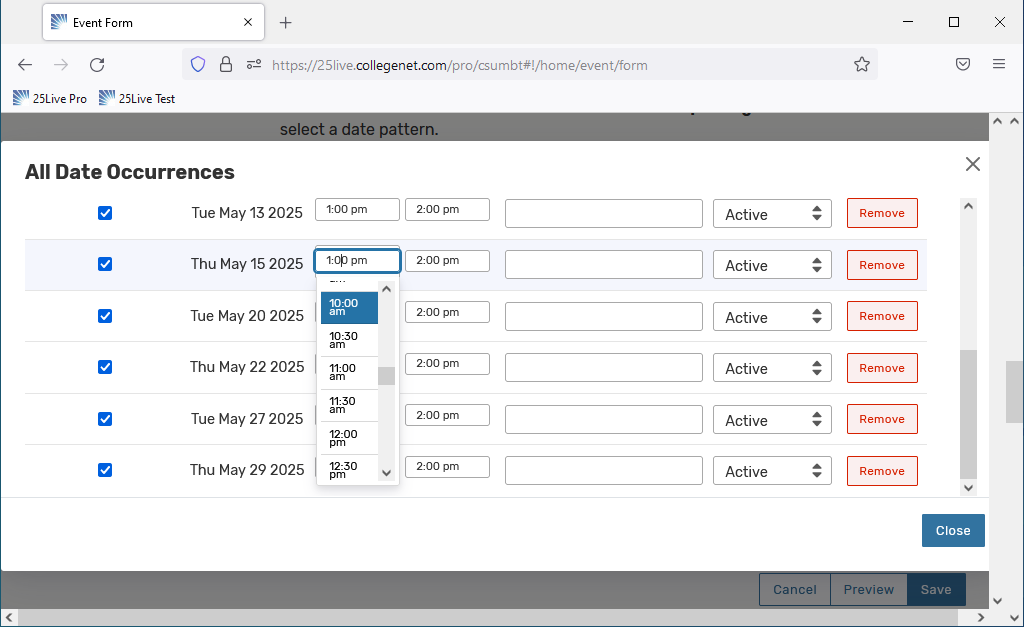 Event Form
https://25live.collegenet.com/pro/csumbt#!/home/event/form
25Live Pro 25Live Test
select a date pattern.
All Date Occurrences
Tue May 13 2025 1:00 pm 2:00 pm Active Remove
Thu May 15 2025 1:00 pm 2:00 pm Active Remove
am
10:00 am
Tue May 20 2025 2:00 pm Active Remove
10:30 am
Thu May 22 2025 2:00 pm Active Remove
11:00 am
11:30 am
Tue May 27 2025 2:00 pm Active Remove
12:00 pm
Thu May 29 2025 2:00 pm Active Remove
12:30 pm
Close
Cancel Preview Save